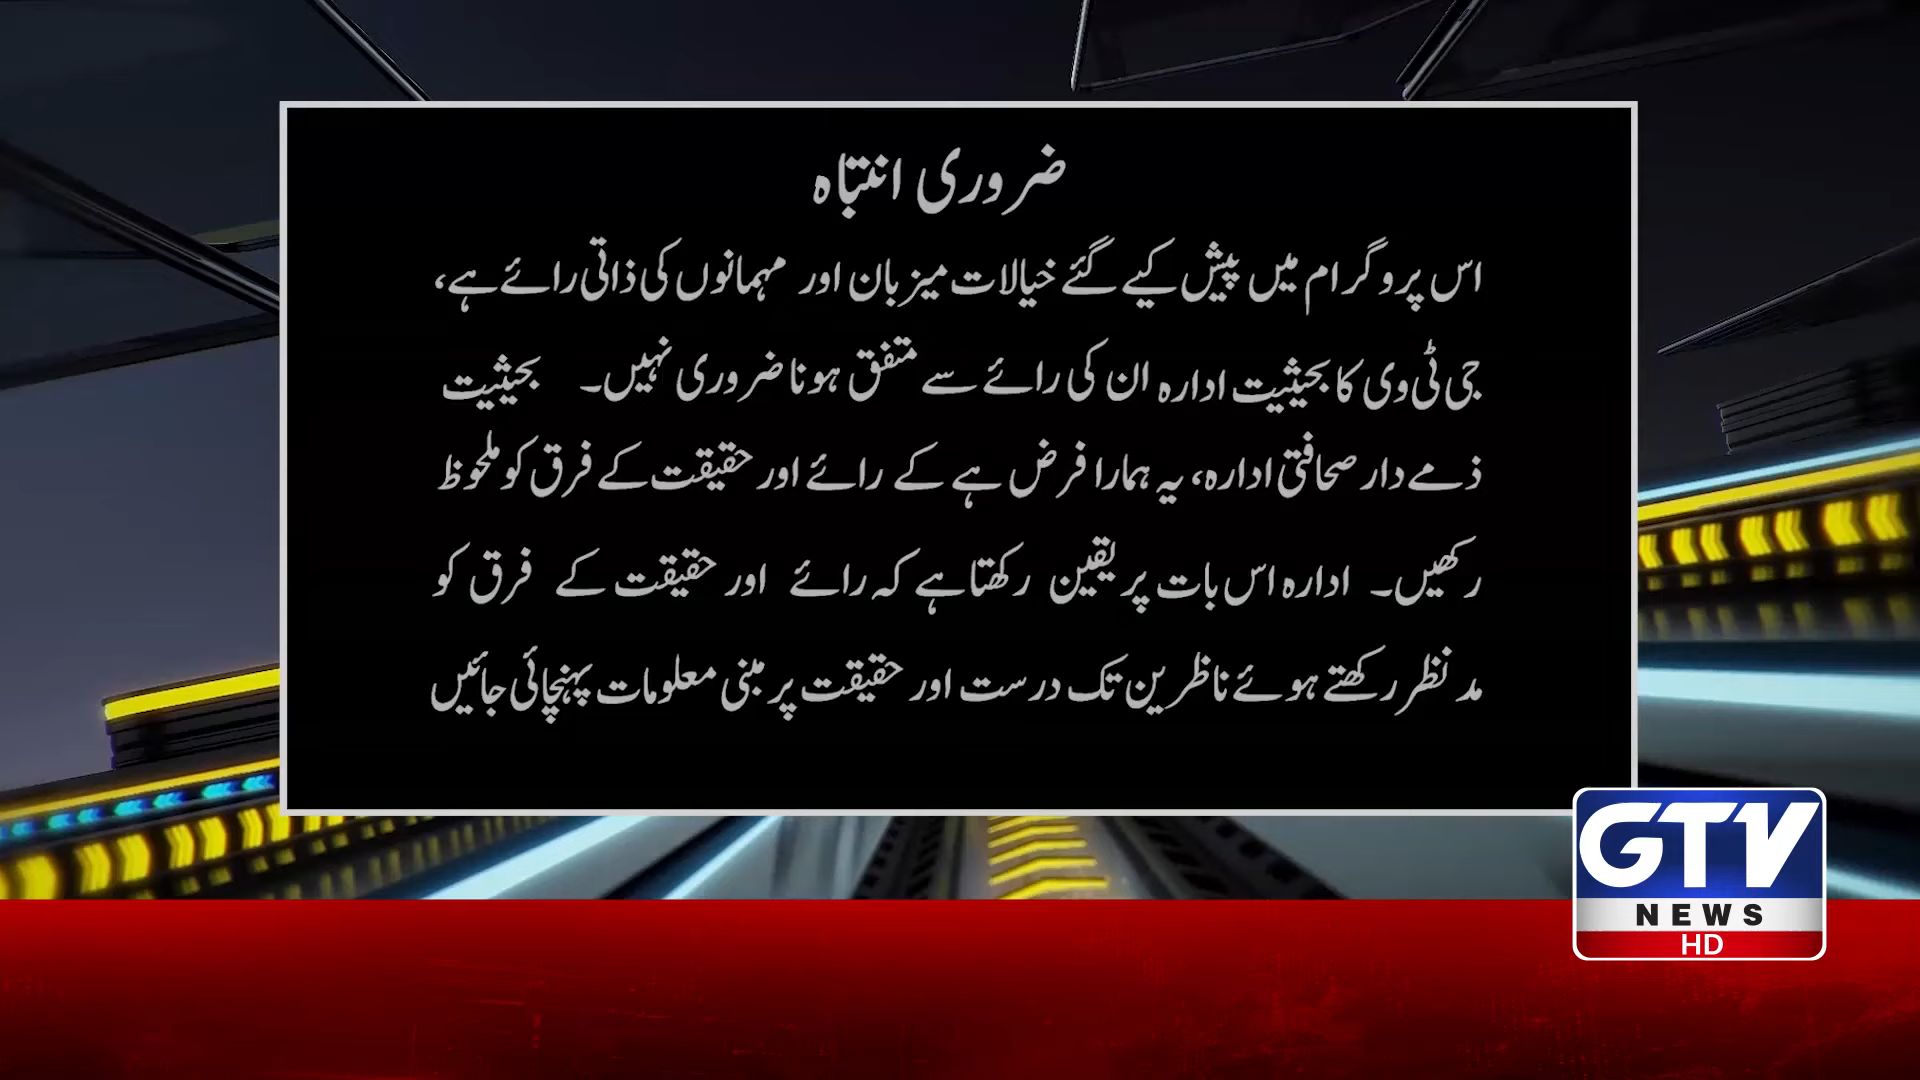 ضروری انتباہ
اس پروگرام میں پیش کیے گئے خیالات میزبان اور مہمانوں کی ذاتی رائے ہے،
جی ٹی وی کا بحیثیت ادارہ ان کی رائے سے متفق ہونا ضروری نہیں۔ بحیثیت
ذمے دار صحافتی ادارہ، یہ ہمارا فرض ہے کے رائے اور حقیقت کے فرق کو ملحوظ
رکھیں۔ ادارہ اس بات پر یقین رکھتا ہے کہ رائے اور حقیقت کے فرق کو
مد نظر رکھتے ہوئے ناظرین تک درست اور حقیقت پر مبنی معلومات پہنچائی جائیں
GTV
NEWS
HD